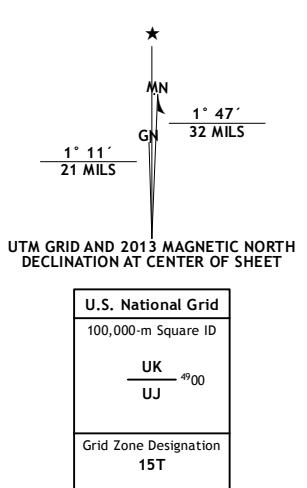 ★
MN
1° 47´
32 MILS
GN
1° 11´
21 MILS
UTM GRID AND 2013 MAGNETIC NORTH
DECLINATION AT CENTER OF SHEET
U.S. National Grid
100,000-m Square ID
UK
4900
UJ
Grid Zone Designation
15T